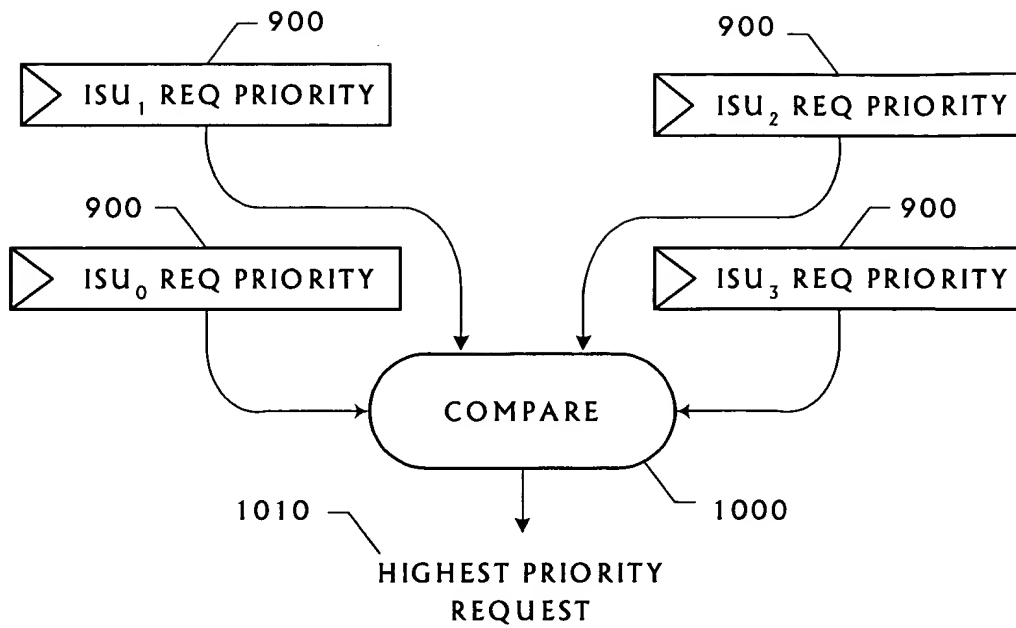 900
900
ISU₁ REQ PRIORITY
ISU₂ REQ PRIORITY
900
900
ISU₀ REQ PRIORITY
ISU₃ REQ PRIORITY
COMPARE
1010
1000
HIGHEST PRIORITY
REQUEST